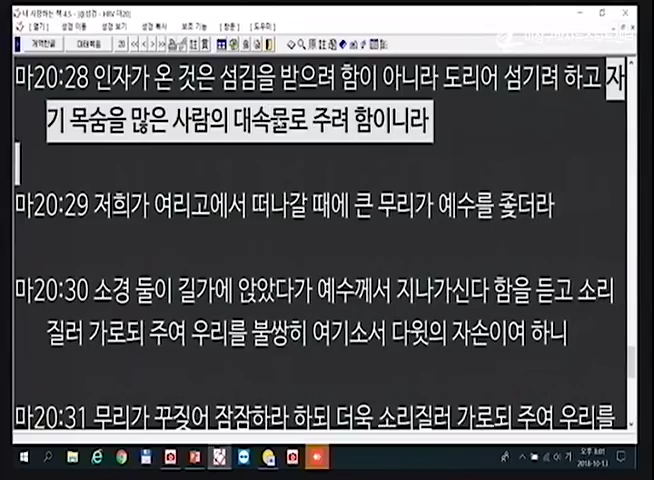 마20:28 인자가 온 것은 섬김을 받으려 함이 아니라 도리어 섬기려 하고 자
기 목숨을 많은 사람의 대속물로 주려 함이니라
마20:29 저희가 여리고에서 떠나갈 때에 큰 무리가 예수를 좇더라
마20:30 소경 둘이 길가에 앉았다가 예수께서 지나가신다 함을 듣고 소리
질러 가로되 주여 우리를 불쌍히 여기소서 다윗의 자손이여 하니
마20:31 무리가 꾸짖어 잠잠하라 하되 더욱 소리질러 가로되 주여 우리를
오후 8:01
2018-10-13